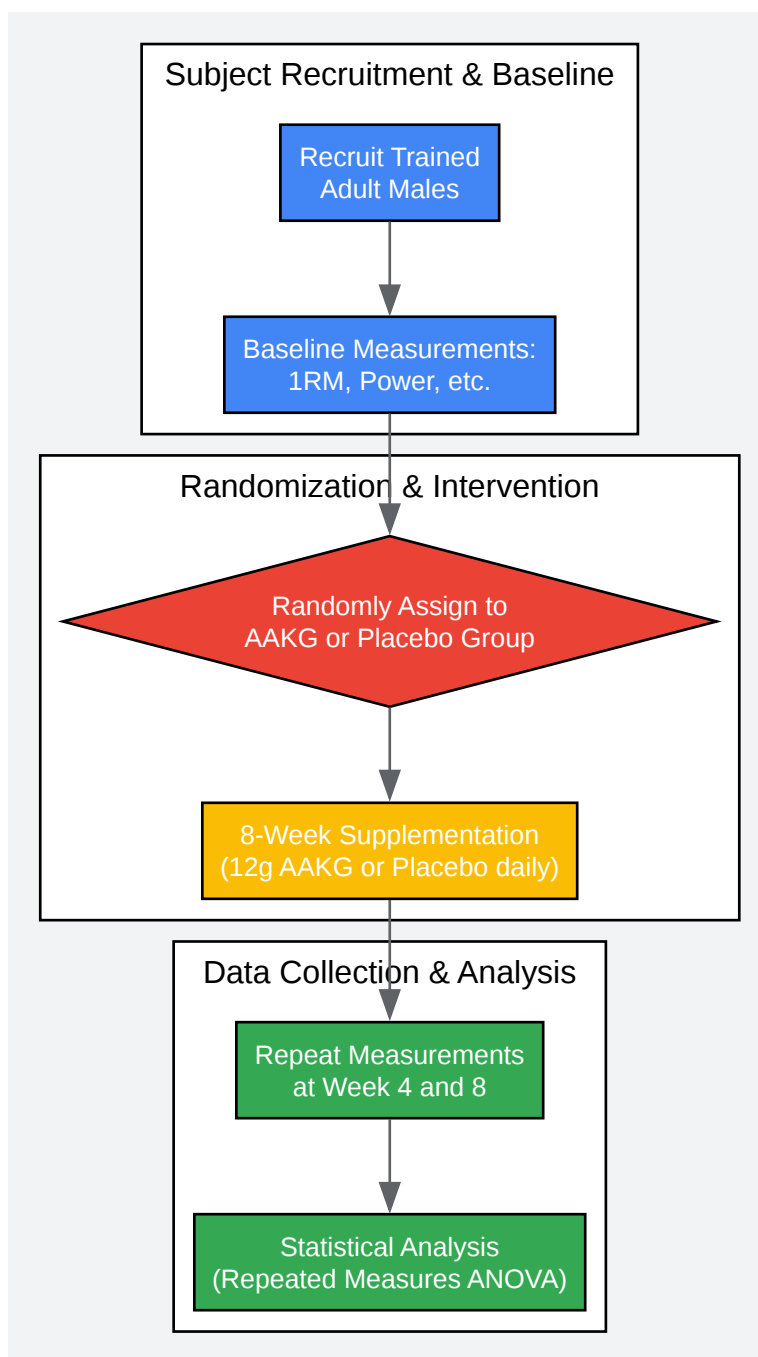 Subject Recruitment & Baseline
Recruit Trained
Adult Males
Baseline Measurements:
1RM, Power, etc.
Randomization & Intervention
Randomly Assign to
AAKG or Placebo Group
8-Week Supplementation
(12g AAKG or Placebo daily)
Data Collection & Analysis
Repeat Measurements
at Week 4 and 8
Statistical Analysis
(Repeated Measures ANOVA)